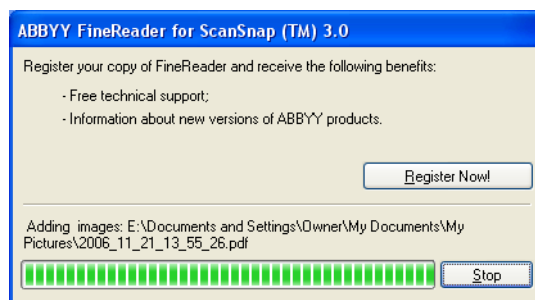 ABBYY FineReader for ScanSnap (TM) 3.0
Register your copy of FineReader and receive the following benefits:
- Free technical support;
- Information about new versions of ABBYY products.
Register Now!
Adding  images: E:\Documents and Settings\Owner\My Documents\My
Pictures\2006_11_21_13_55_26.pdf
Stop